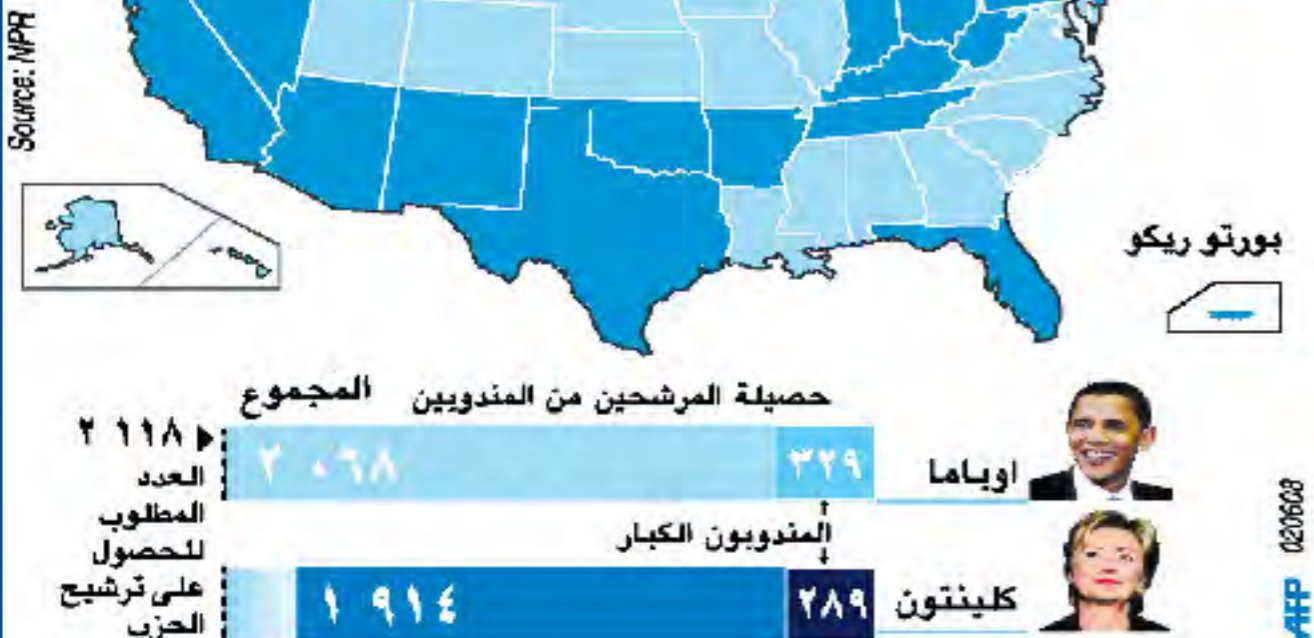 Source: NPR
بورتو ريكو
حصيلة المرشحين من المندوبين
المجموع
اوباما
٣٢٩
٢ ٠٦٨
المندوبون الكبار
كلينتون
٢٨٩
١ ٩١٤
٢ ١١٨
العدد
المطلوب
للحصول
على ترشيح
الحزب
AFP 020608